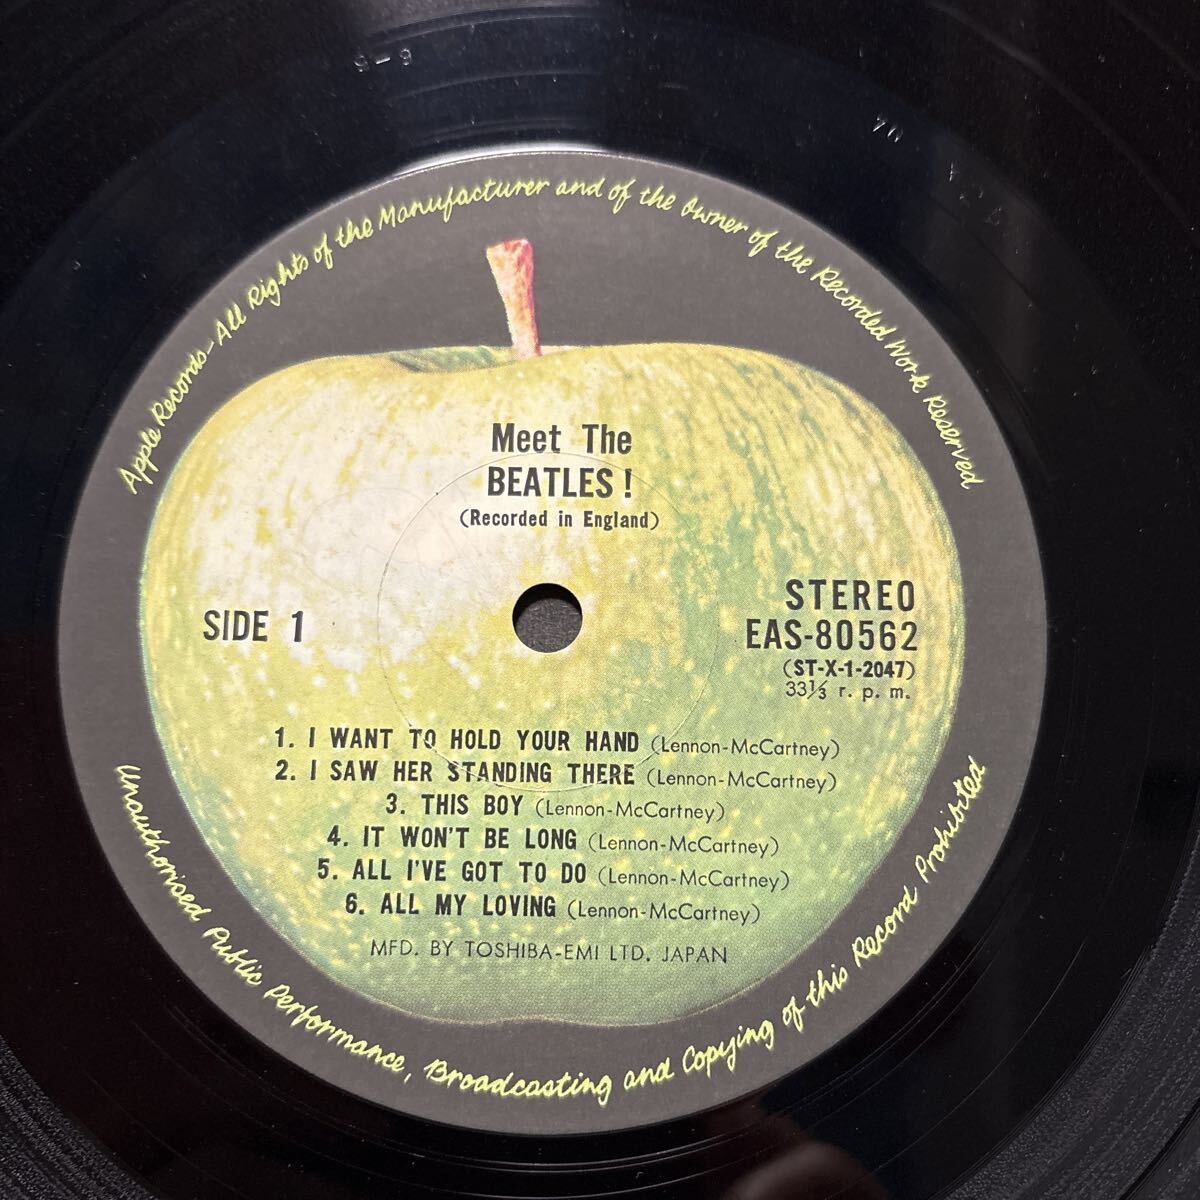 Apple Records-All Rights of the Manufacturer and of the Owner of the Recorded Work Reserved
Meet The
BEATLES!
(Recorded in England)
SIDE 1
STEREO
EAS-80562
(ST-X-1-2047)
33⅓ r. p. m.
1. I WANT TO HOLD YOUR HAND (Lennon-McCartney)
2. I SAW HER STANDING THERE (Lennon-McCartney)
3. THIS BOY (Lennon-McCartney)
4. IT WON'T BE LONG (Lennon-McCartney)
5. ALL I'VE GOT TO DO (Lennon-McCartney)
6. ALL MY LOVING (Lennon-McCartney)
MFD. BY TOSHIBA-EMI LTD. JAPAN
Unauthorised Public Performance, Broadcasting and Copying of this Record Prohibited